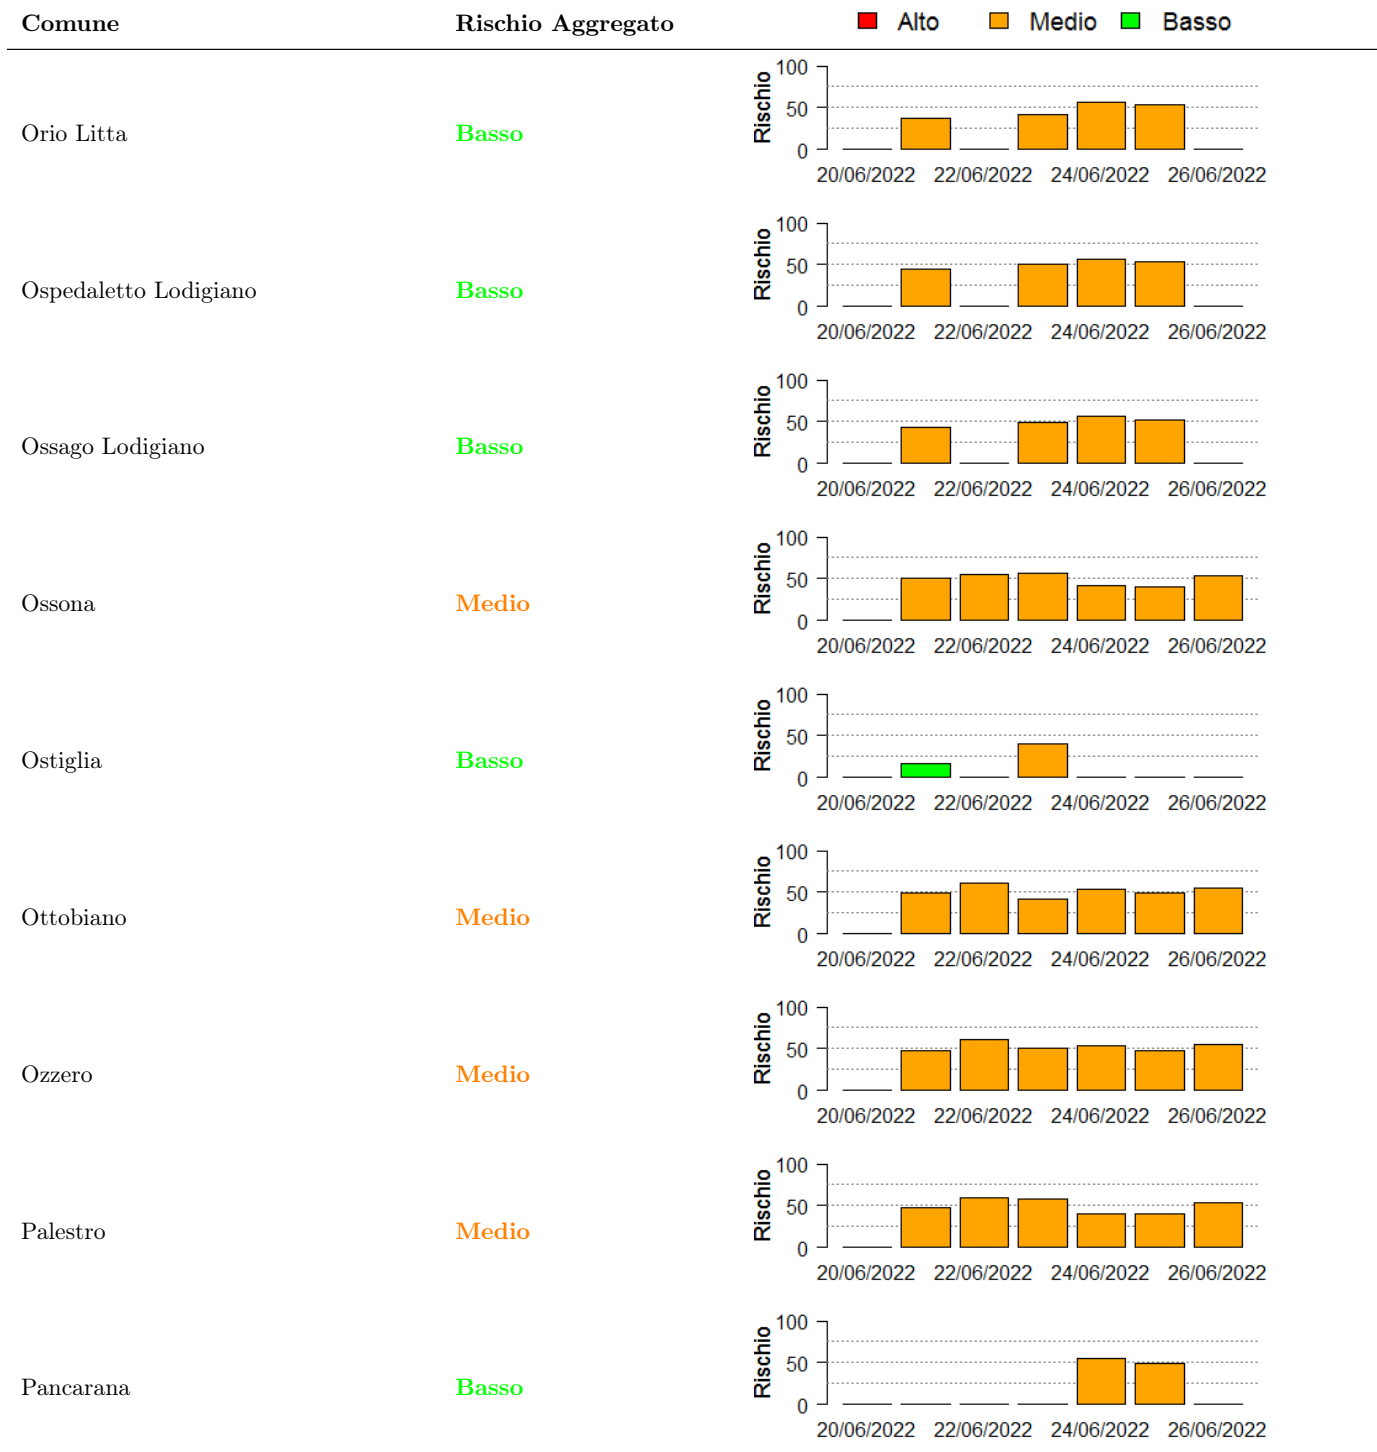 Comune Rischio Aggregato Alto Medio Basso
100
Rischio
50
0
Orio Litta Basso
20/06/2022 22/06/2022 24/06/2022 26/06/2022
100
Rischio
50
0
Ospedaletto Lodigiano Basso
20/06/2022 22/06/2022 24/06/2022 26/06/2022
100
Rischio
50
0
Ossago Lodigiano Basso
20/06/2022 22/06/2022 24/06/2022 26/06/2022
100
Rischio
50
0
Ossona Medio
20/06/2022 22/06/2022 24/06/2022 26/06/2022
100
Rischio
50
0
Ostiglia Basso
20/06/2022 22/06/2022 24/06/2022 26/06/2022
100
Rischio
50
0
Ottobiano Medio
20/06/2022 22/06/2022 24/06/2022 26/06/2022
100
Rischio
50
0
Ozzero Medio
20/06/2022 22/06/2022 24/06/2022 26/06/2022
100
Rischio
50
0
Palestro Medio
20/06/2022 22/06/2022 24/06/2022 26/06/2022
100
Rischio
50
0
Pancarana Basso
20/06/2022 22/06/2022 24/06/2022 26/06/2022